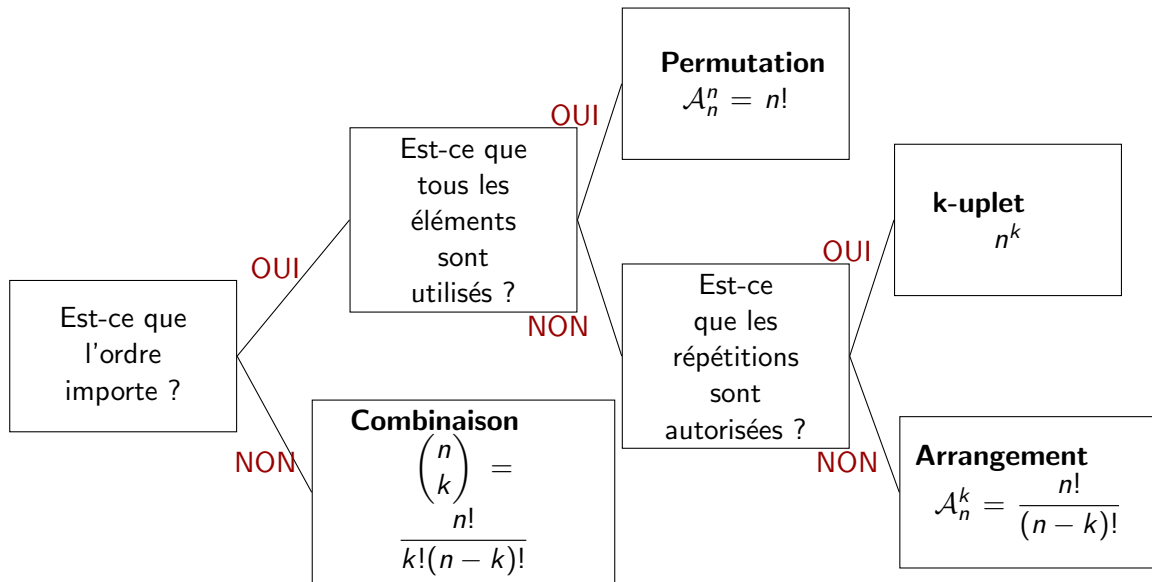 Est-ce que
l'ordre
importe ?
OUI
NON
Est-ce que
tous les
éléments
sont
utilisés ?
OUI
NON
Permutation
𝒜ₙⁿ = n!
Est-ce
que les
répétitions
sont
autorisées ?
OUI
NON
k-uplet
nᵏ
Arrangement
𝒜ₙᵏ = n!/(n − k)!
Combinaison
(n
k) =
n!/k!(n − k)!